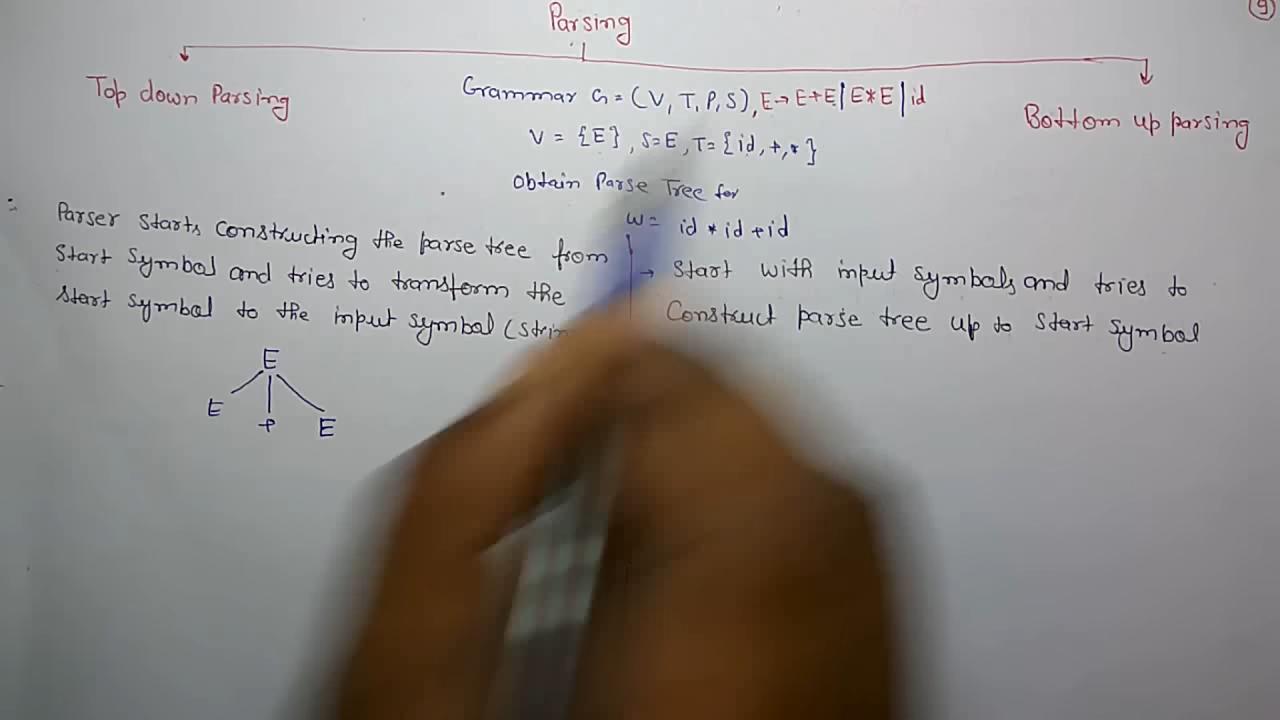 9
Parsing
Top down Parsing
Grammar G = (V, T, P, S), E → E+E | E*E | id
Bottom up parsing
V = {E}, S=E, T= {id, +, *}
Obtain Parse Tree for
w = id * id + id
Parser starts constructing the parse tree from
start symbol and tries to transform the
start symbol to the input symbol (
→ Start with input symbols and tries to
Construct parse tree up to start symbol
E
E + E